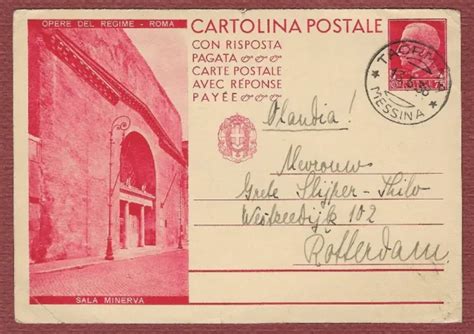 OPERE DEL REGIME - ROMA
CARTOLINA POSTALE
CON RISPOSTA
PAGATA
CARTE POSTALE
AVEC RÉPONSE
PAYÉE
MESSINA
Olandia!
Mevrouw
Grete Slijper-Thilo
Westzeedijk 102
Rotterdam
SALA MINERVA